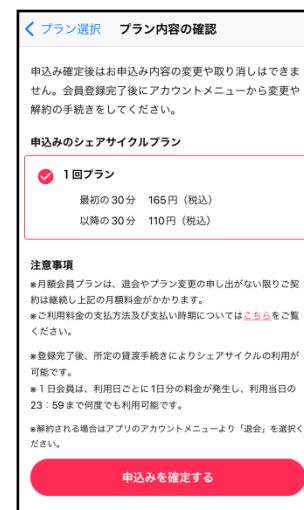 プラン選択 プラン内容の確認
申込み確定後はお申込み内容の変更や取り消しはできま
せん。会員登録完了後にアカウントメニューから変更や
解約の手続きをしてください。
申込みのシェアサイクルプラン
1回プラン
最初の30分 165円（税込）
以降の30分 110円（税込）
注意事項
※月額会員プランは、退会やプラン変更の申し出がない限りご契
約は継続し上記の月額料金がかかります。
※ご利用料金の支払方法及び支払い時期についてはこちらをご覧
ください。
※登録完了後、所定の貸渡手続きによりシェアサイクルの利用が
可能です。
※1日会員は、利用日ごとに1日分の料金が発生し、利用当日の
23：59まで何度でも利用可能です。
※解約される場合はアプリのアカウントメニューより「退会」を選択く
ださい。
申込みを確定する